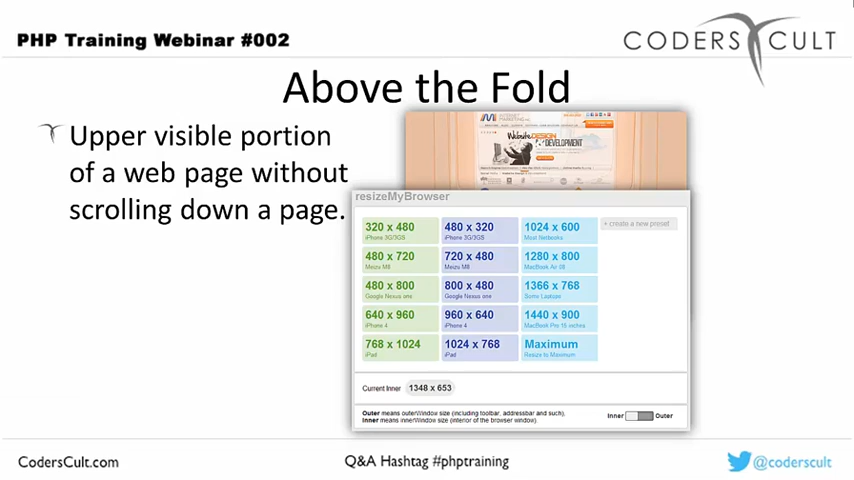 PHP Training Webinar #002
CODERS CULT
Above the Fold
Upper visible portion
of a web page without
scrolling down a page.
INTERNET
Website DESIGN
DEVELOPMENT
resizeMyBrowser
320 x 480 480 x 320 1024 x 600 + create a new preset
iPhone 3G/3GS iPhone 3G/3GS Most Netbooks
480 x 720 720 x 480 1280 x 800
Meizu M8 Meizu M8 MacBook Air 08
480 x 800 800 x 480 1366 x 768
Google Nexus one Google Nexus one Some Laptops
640 x 960 960 x 640 1440 x 900
iPhone 4 iPhone 4 MacBook Pro 15 inches
768 x 1024 1024 x 768 Maximum
iPad iPad Resize to Maximum
Current Inner 1348 x 653
Outer means outerWindow size (including toolbar, addressbar and such).
Inner means innerWindow size (interior of the browser window).
Inner Outer
CodersCult.com Q&A Hashtag #phptraining @coderscult